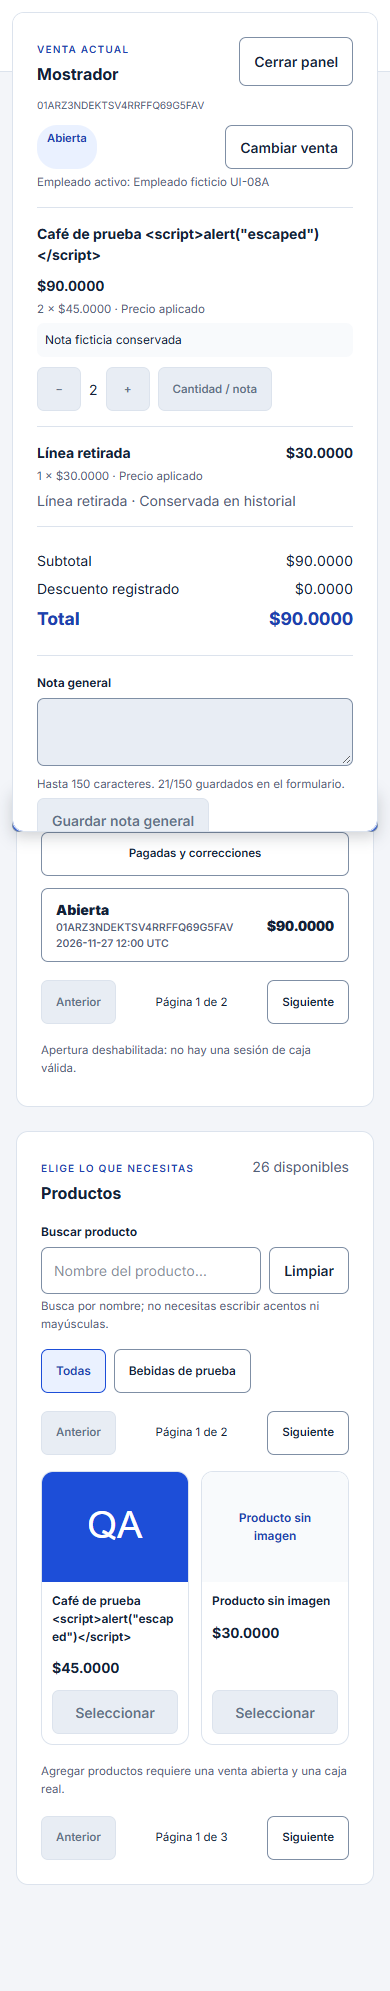 VENTA ACTUAL
Mostrador
Cerrar panel
01ARZ3NDEKTSV4RRFFQ69G5FAV
Abierta
Cambiar venta
Empleado activo: Empleado ficticio UI-08A
Café de prueba <script>alert("escaped")
</script>
$90.0000
2 × $45.0000 · Precio aplicado
Nota ficticia conservada
− 2 + Cantidad / nota
Línea retirada $30.0000
1 × $30.0000 · Precio aplicado
Línea retirada · Conservada en historial
Subtotal $90.0000
Descuento registrado $0.0000
Total $90.0000
Nota general
Hasta 150 caracteres. 21/150 guardados en el formulario.
Guardar nota general
Pagadas y correcciones
Abierta
01ARZ3NDEKTSV4RRFFQ69G5FAV
2026-11-27 12:00 UTC
$90.0000
Anterior Página 1 de 2 Siguiente
Apertura deshabilitada: no hay una sesión de caja
válida.
ELIGE LO QUE NECESITAS
Productos
26 disponibles
Buscar producto
Nombre del producto... Limpiar
Busca por nombre; no necesitas escribir acentos ni
mayúsculas.
Todas Bebidas de prueba
Anterior Página 1 de 2 Siguiente
QA
Café de prueba
<script>alert("escap
ed")</script>
$45.0000
Seleccionar
Producto sin
imagen
Producto sin imagen
$30.0000
Seleccionar
Agregar productos requiere una venta abierta y una caja
real.
Anterior Página 1 de 3 Siguiente